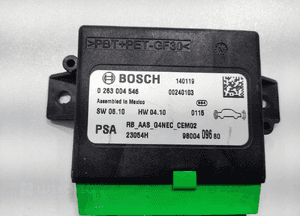 >PBT+PET-GF30<
BOSCH 140119
0 263 004 546 00240103
Assembled in Mexico
SW 06.10 HW 04.10 0115
RB_AAS_G4NEC_CEM02
PSA 23054H 98004 096 80